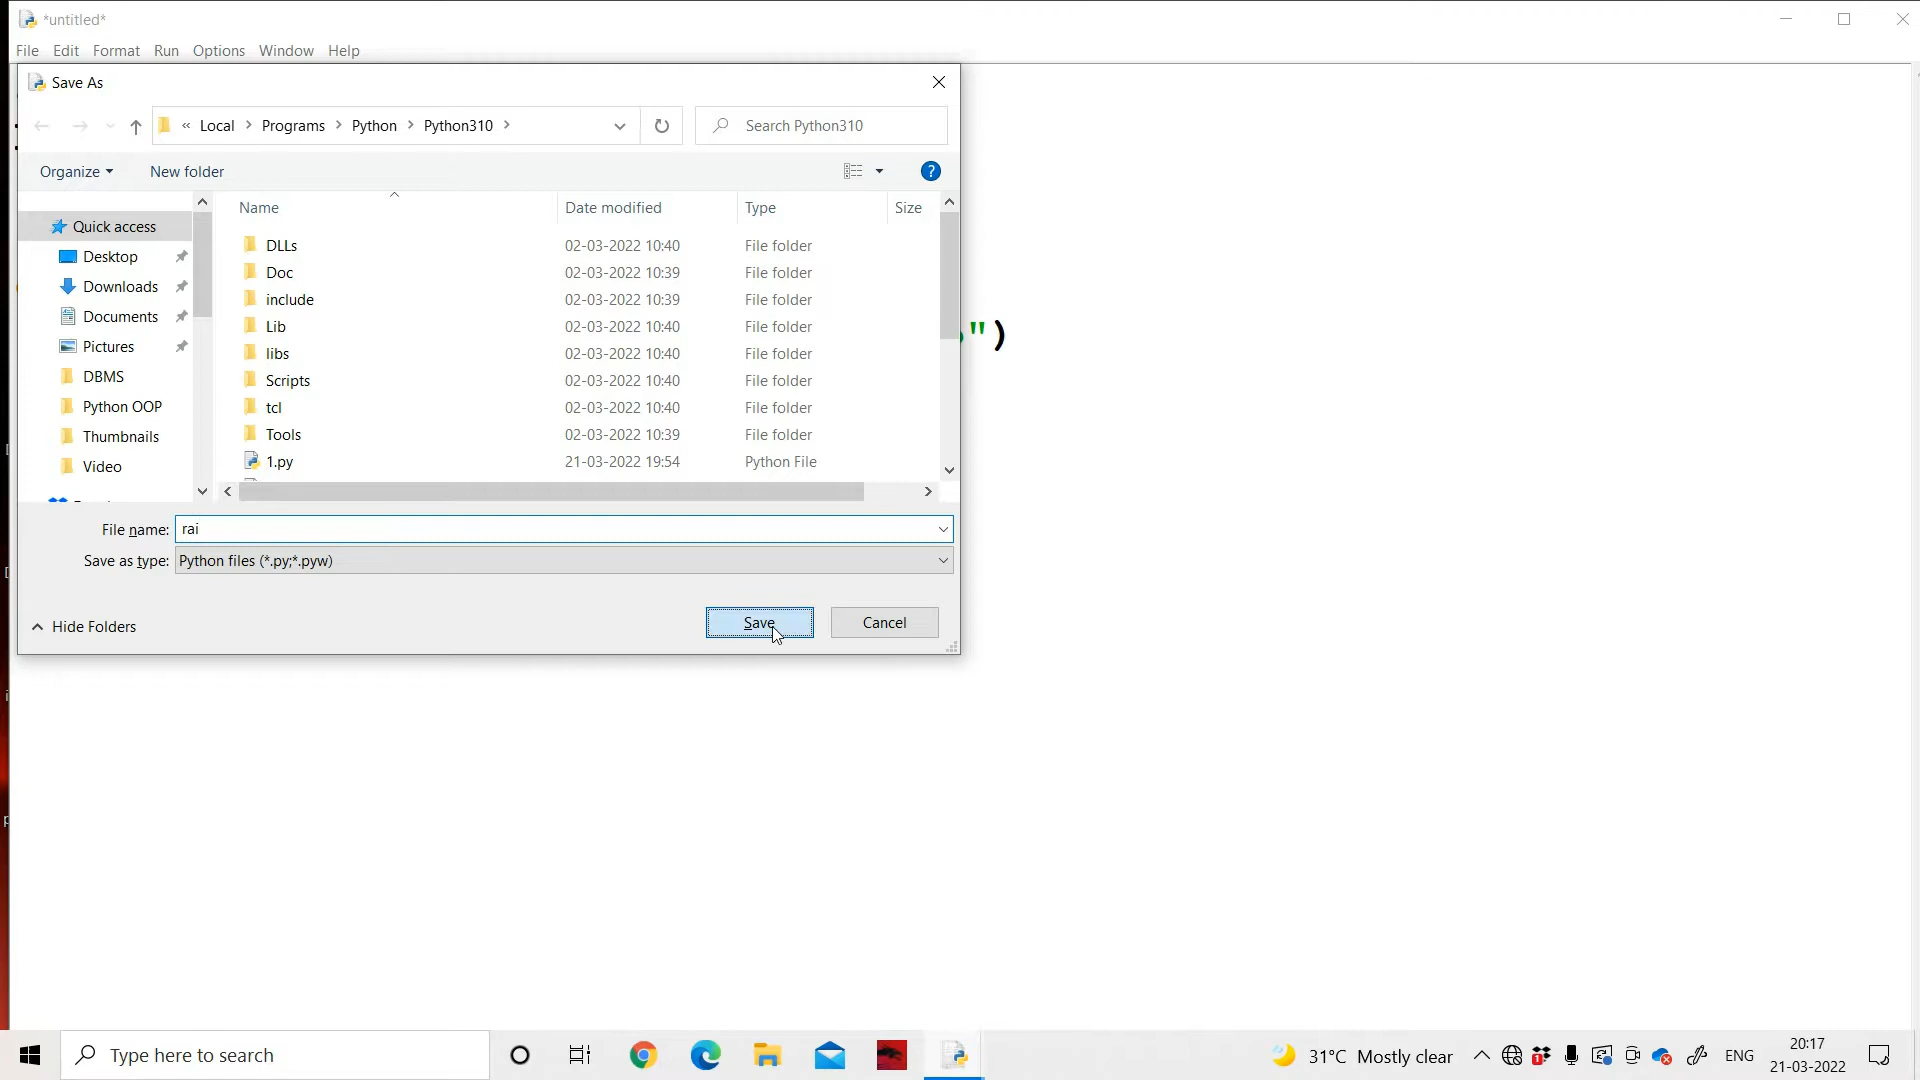 *untitled*
File Edit Format Run Options Window Help
Save As
« Local > Programs > Python > Python310 >
Search Python310
Organize
New folder
?
Name Date modified Type Size
Quick access
Desktop
Downloads
Documents
Pictures
DBMS
Python OOP
Thumbnails
Video
DLLs 02-03-2022 10:40 File folder
Doc 02-03-2022 10:39 File folder
include 02-03-2022 10:39 File folder
Lib 02-03-2022 10:40 File folder
libs 02-03-2022 10:40 File folder
Scripts 02-03-2022 10:40 File folder
tcl 02-03-2022 10:40 File folder
Tools 02-03-2022 10:39 File folder
1.py 21-03-2022 19:54 Python File
")
File name: rai
Save as type: Python files (*.py;*.pyw)
Hide Folders
Save
Cancel
Type here to search
31°C Mostly clear
1
ENG
20:17
21-03-2022